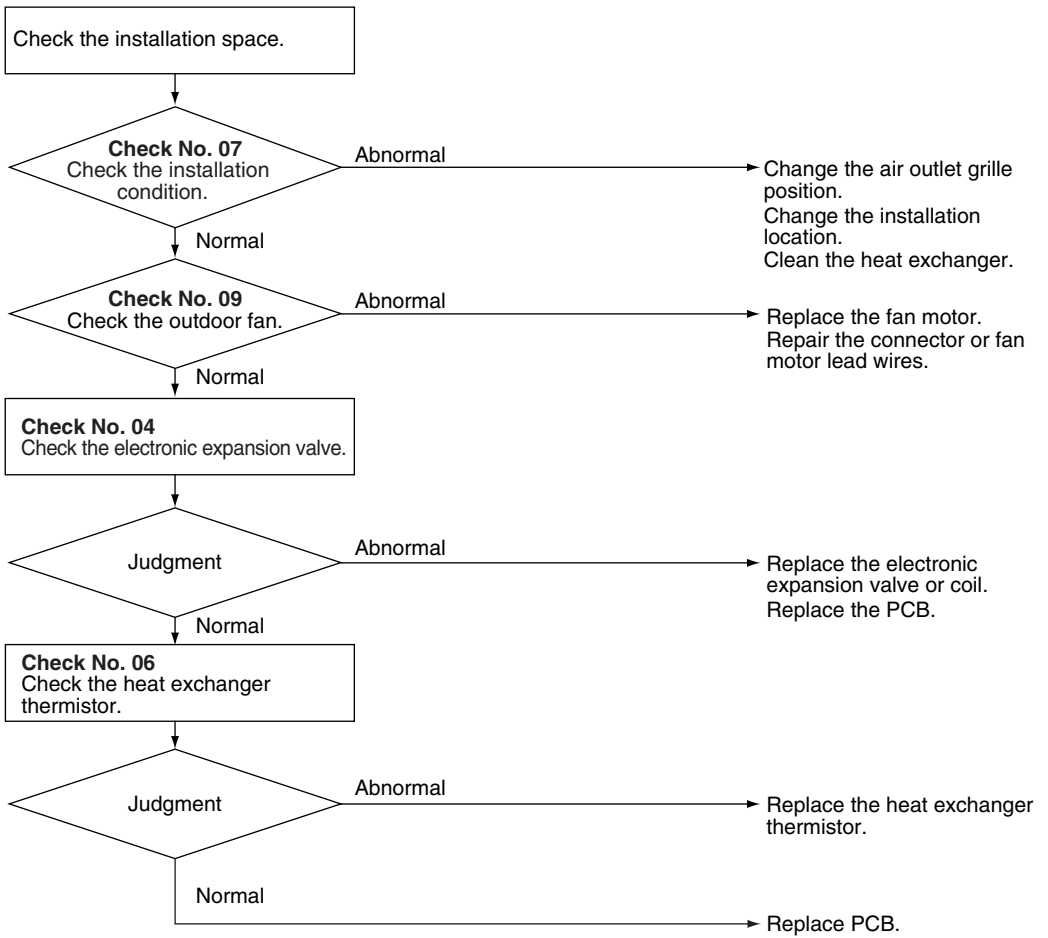 Check the installation space.
Check No. 07
Check the installation
condition.
Abnormal
Change the air outlet grille
position.
Change the installation
location.
Clean the heat exchanger.
Normal
Check No. 09
Check the outdoor fan.
Abnormal
Replace the fan motor.
Repair the connector or fan
motor lead wires.
Normal
Check No. 04
Check the electronic expansion valve.
Judgment
Abnormal
Replace the electronic
expansion valve or coil.
Replace the PCB.
Normal
Check No. 06
Check the heat exchanger
thermistor.
Judgment
Abnormal
Replace the heat exchanger
thermistor.
Normal
Replace PCB.